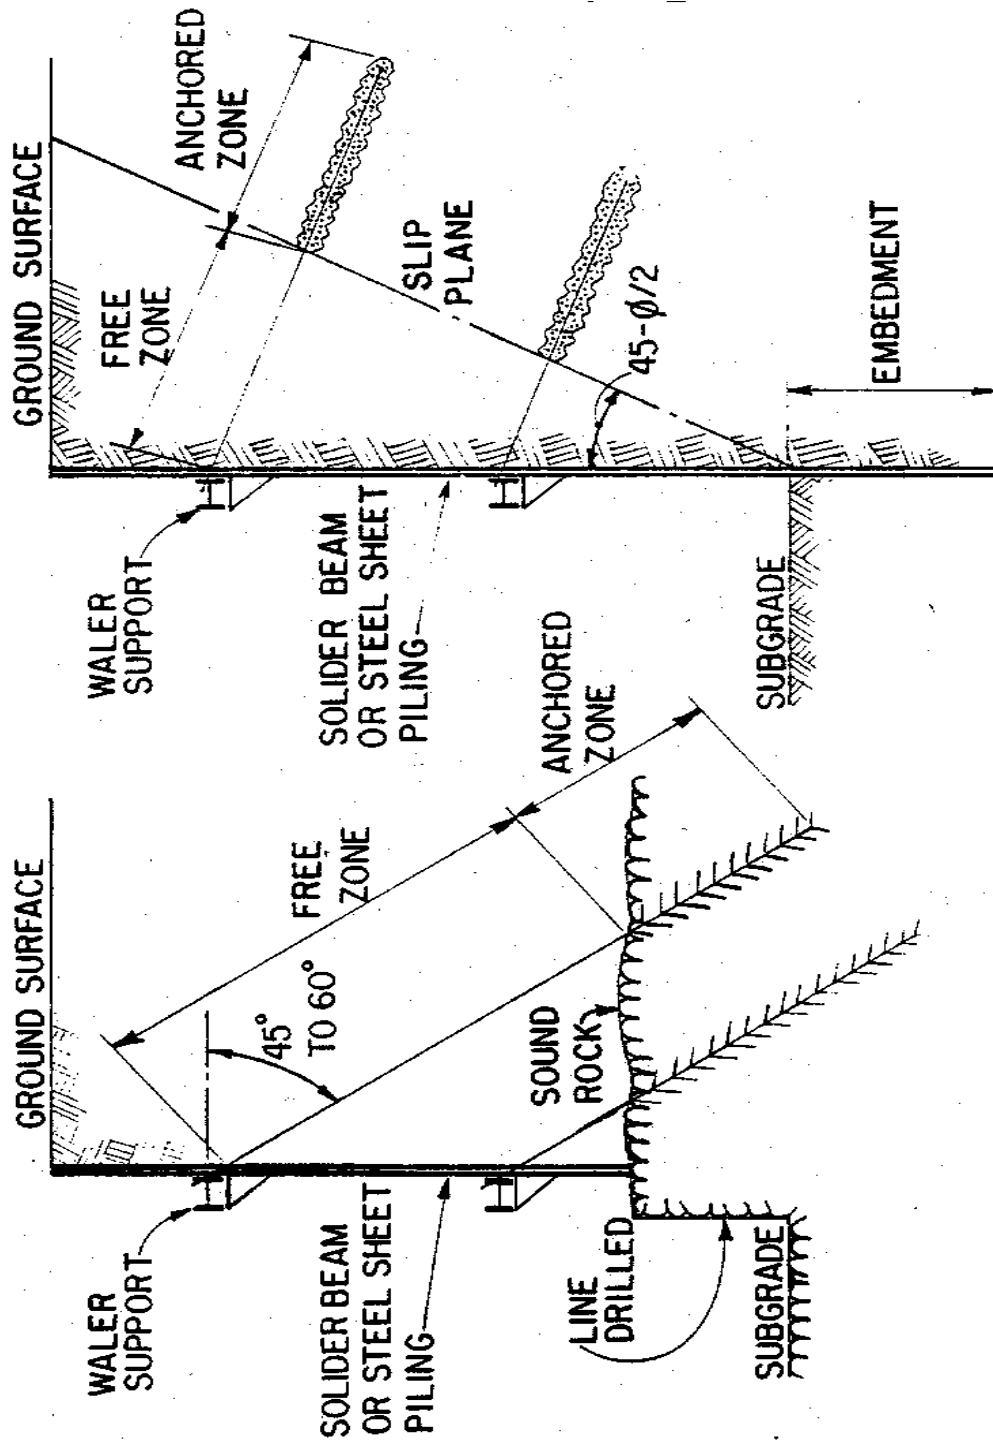 GROUND SURFACE
WALER
SUPPORT
FREE
ZONE
45°
TO 60°
SOLIDER BEAM
OR STEEL SHEET
PILING
ANCHORED
ZONE
SOUND
ROCK
LINE
DRILLED
SUBGRADE
GROUND SURFACE
WALER
SUPPORT
FREE
ZONE
ANCHORED
ZONE
SOLIDER BEAM
OR STEEL SHEET
PILING
SLIP
PLANE
45-Ø/2
SUBGRADE
EMBEDMENT